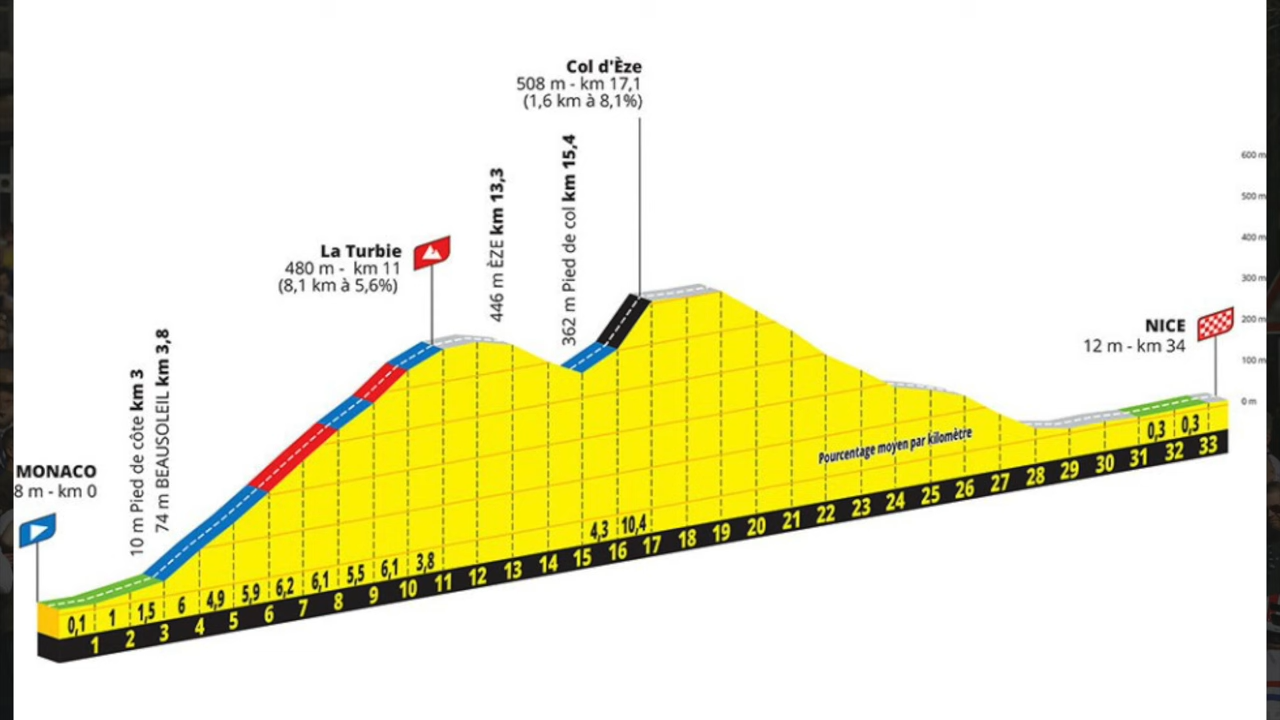 Col d'Èze
508 m - km 17,1
(1,6 km à 8,1%)
362 m Pied de col km 15,4
446 m ÈZE km 13,3
La Turbie
480 m - km 11
(8,1 km à 5,6%)
74 m BEAUSOLEIL km 3,8
10 m Pied de côte km 3
MONACO
8 m - km 0
NICE
12 m - km 34
600 m
500 m
400 m
300 m
200 m
100 m
0 m
Pourcentage moyen par kilomètre
0,1 1 1,5 6 4,9 5,9 6,2 6,1 5,5 6,1 3,8 4,3 10,4 0,3 0,3
1 2 3 4 5 6 7 8 9 10 11 12 13 14 15 16 17 18 19 20 21 22 23 24 25 26 27 28 29 30 31 32 33